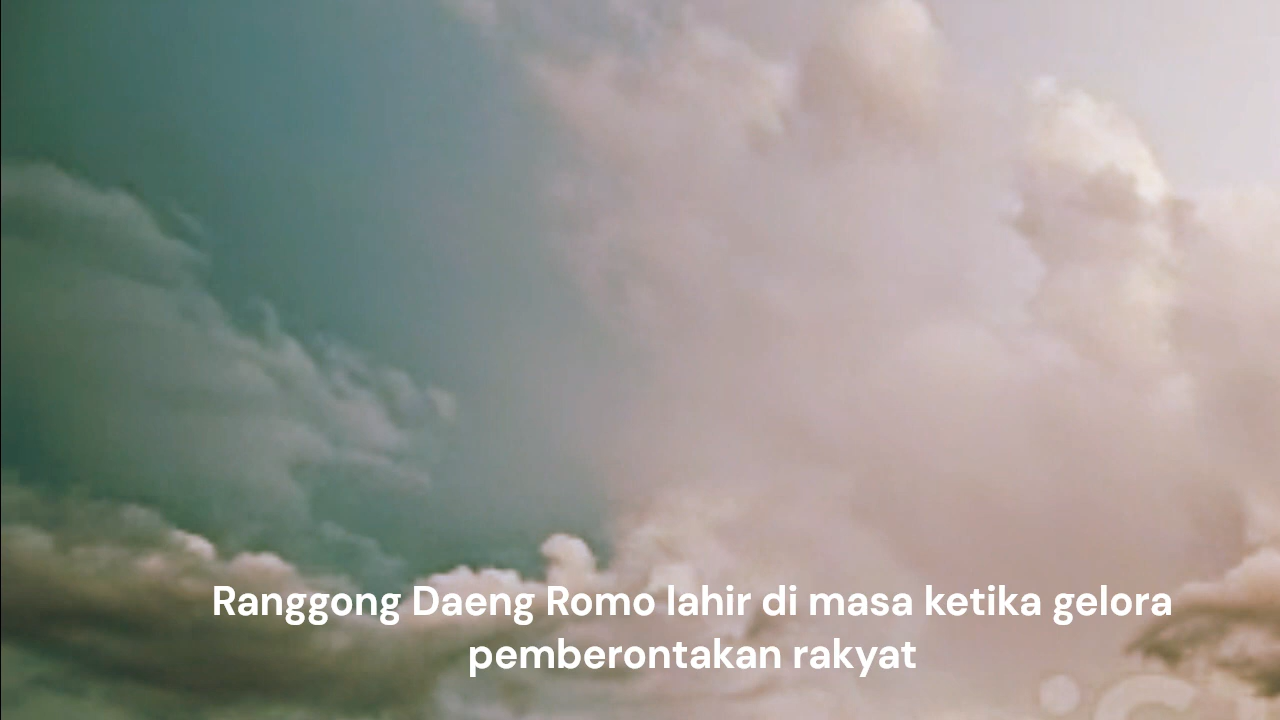 Ranggong Daeng Romo lahir di masa ketika gelora
pemberontakan rakyat